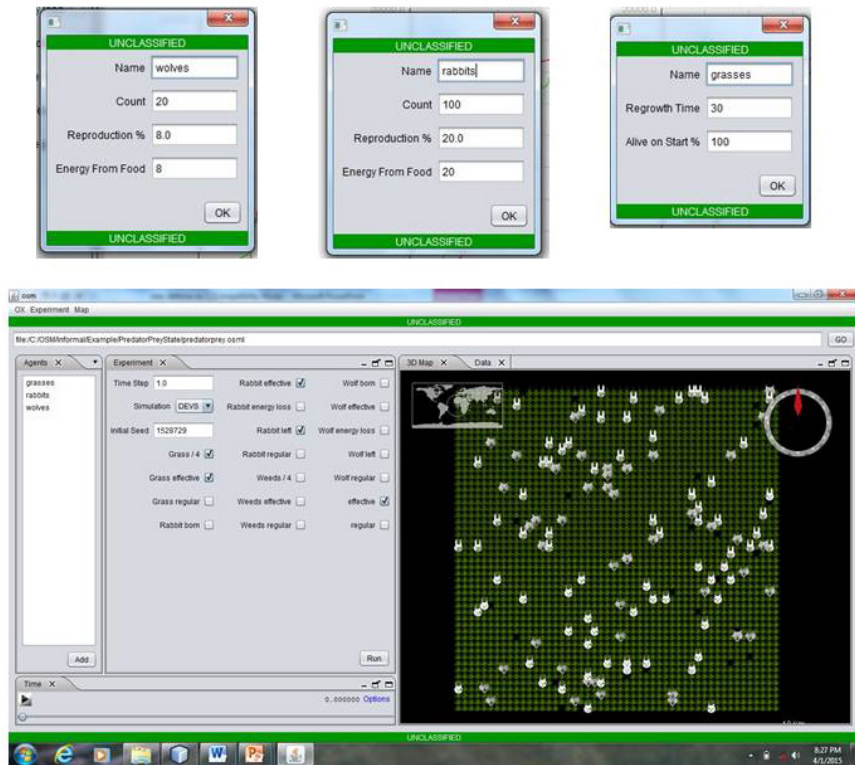 UNCLASSIFIED
Name wolves
Count 20
Reproduction % 8.0
Energy From Food 8
OK
UNCLASSIFIED
UNCLASSIFIED
Name rabbits
Count 100
Reproduction % 20.0
Energy From Food 20
OK
UNCLASSIFIED
UNCLASSIFIED
Name grasses
Regrowth Time 30
Alive on Start % 100
OK
UNCLASSIFIED
osm
OX Experiment Map
UNCLASSIFIED
file:/C:/OSM/Informal/Example/PredatorPreyState/predatorprey.osml GO
Agents X
grasses
rabbits
wolves
Add
Experiment X
Time Step 1.0 Rabbit effective Wolf born
Simulation DEVS Rabbit energy loss Wolf effective
Initial Seed 1528729 Rabbit left Wolf energy loss
Grass / 4 Rabbit regular Wolf left
Grass effective Weeds / 4 Wolf regular
Grass regular Weeds effective effective
Rabbit born Weeds regular regular
Run
3D Map X Data X
Time X
0.000000 Options
UNCLASSIFIED
8:27 PM
4/1/2015